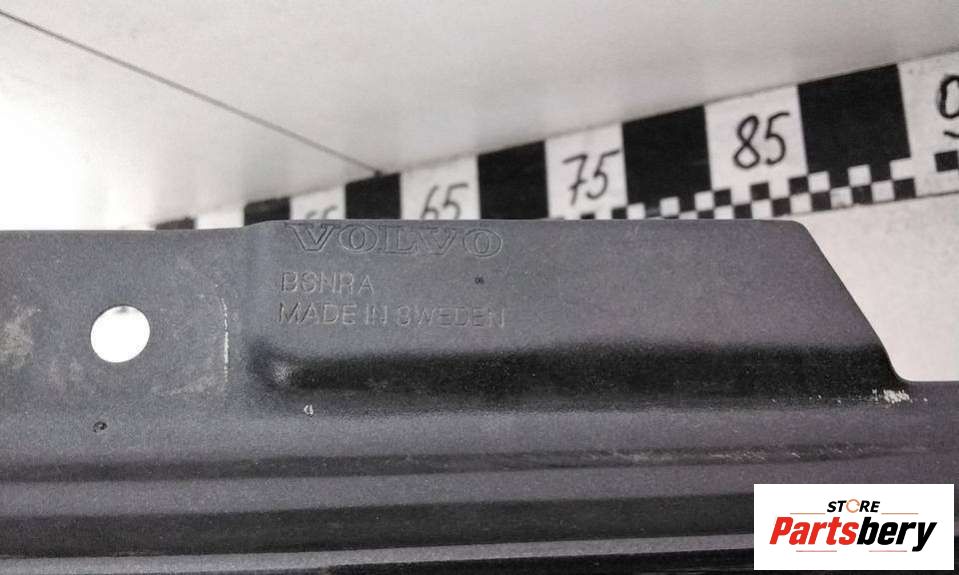 65
75
85
VOLVO
BSNRA
MADE IN SWEDEN
STORE
Partsbery